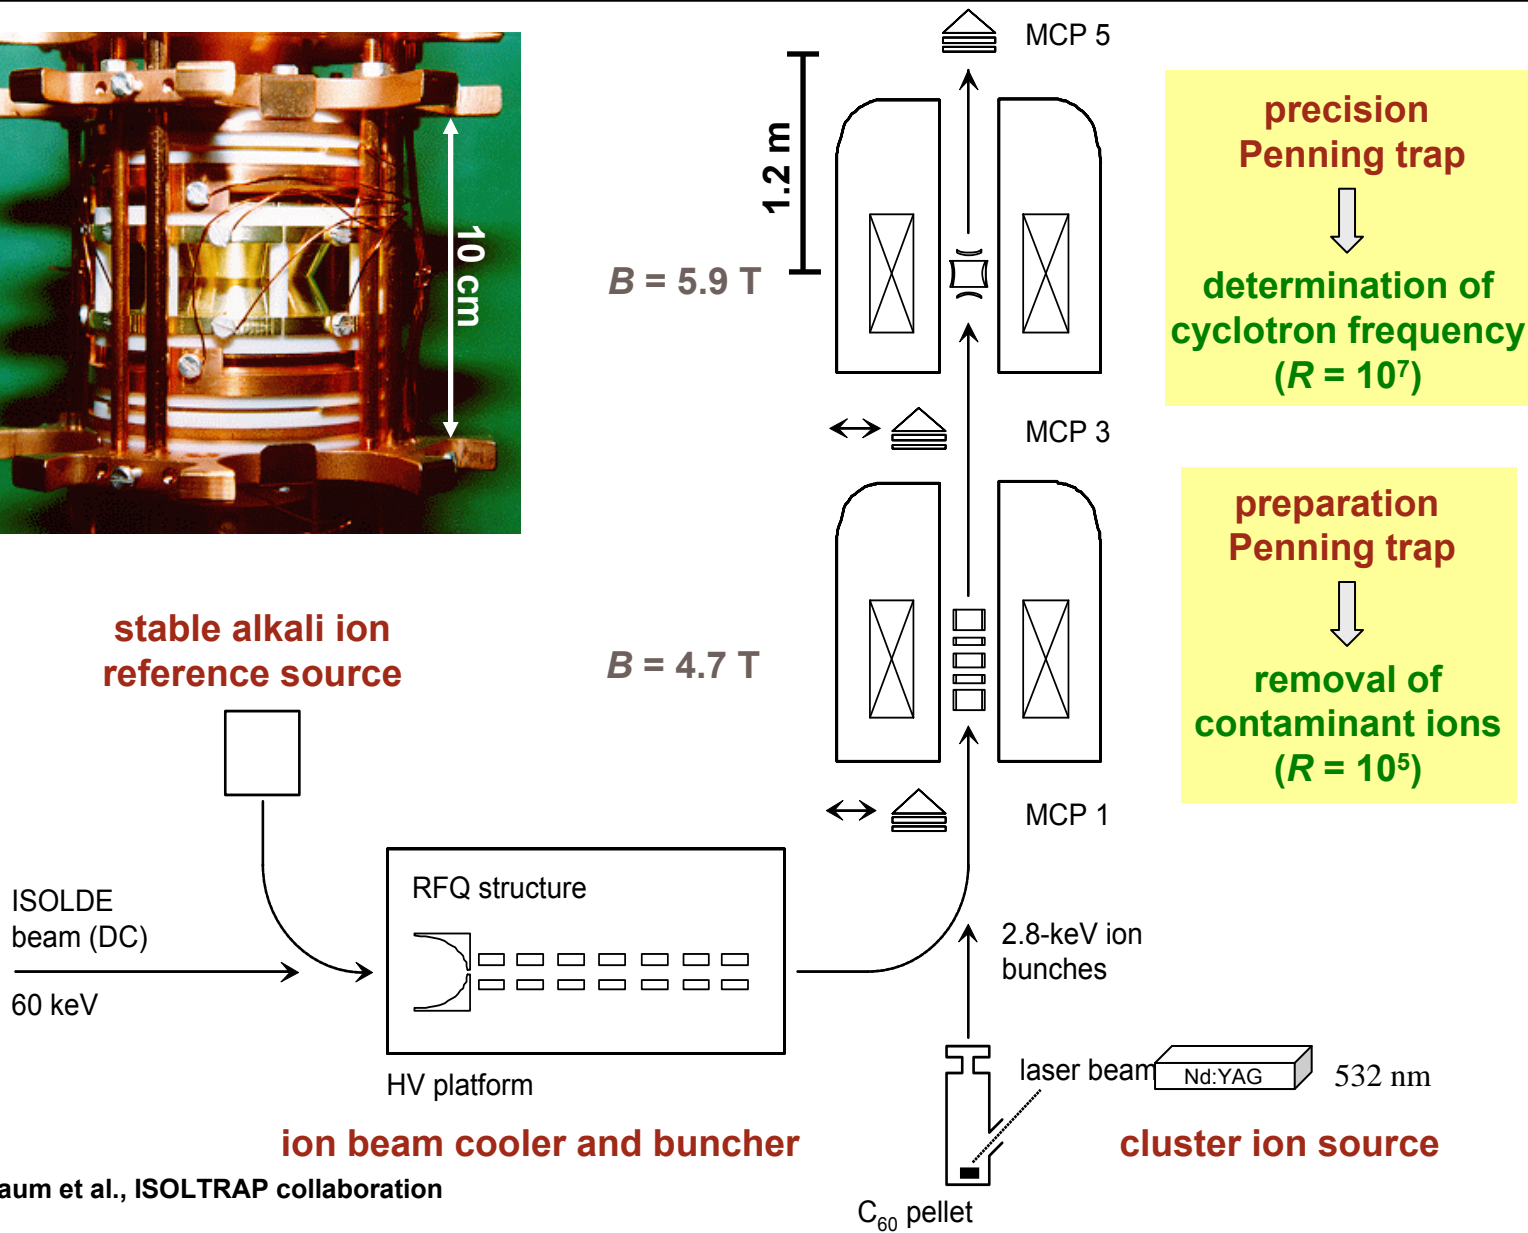 MCP 5
1.2 m
10 cm
precision
Penning trap
B = 5.9 T
determination of
cyclotron frequency
(R = 10⁷)
MCP 3
preparation
Penning trap
stable alkali ion
reference source
B = 4.7 T
removal of
contaminant ions
(R = 10⁵)
MCP 1
RFQ structure
ISOLDE
beam (DC)
60 keV
2.8-keV ion
bunches
HV platform
laser beam
Nd:YAG
532 nm
ion beam cooler and buncher
cluster ion source
aum et al., ISOLTRAP collaboration
C₆₀ pellet